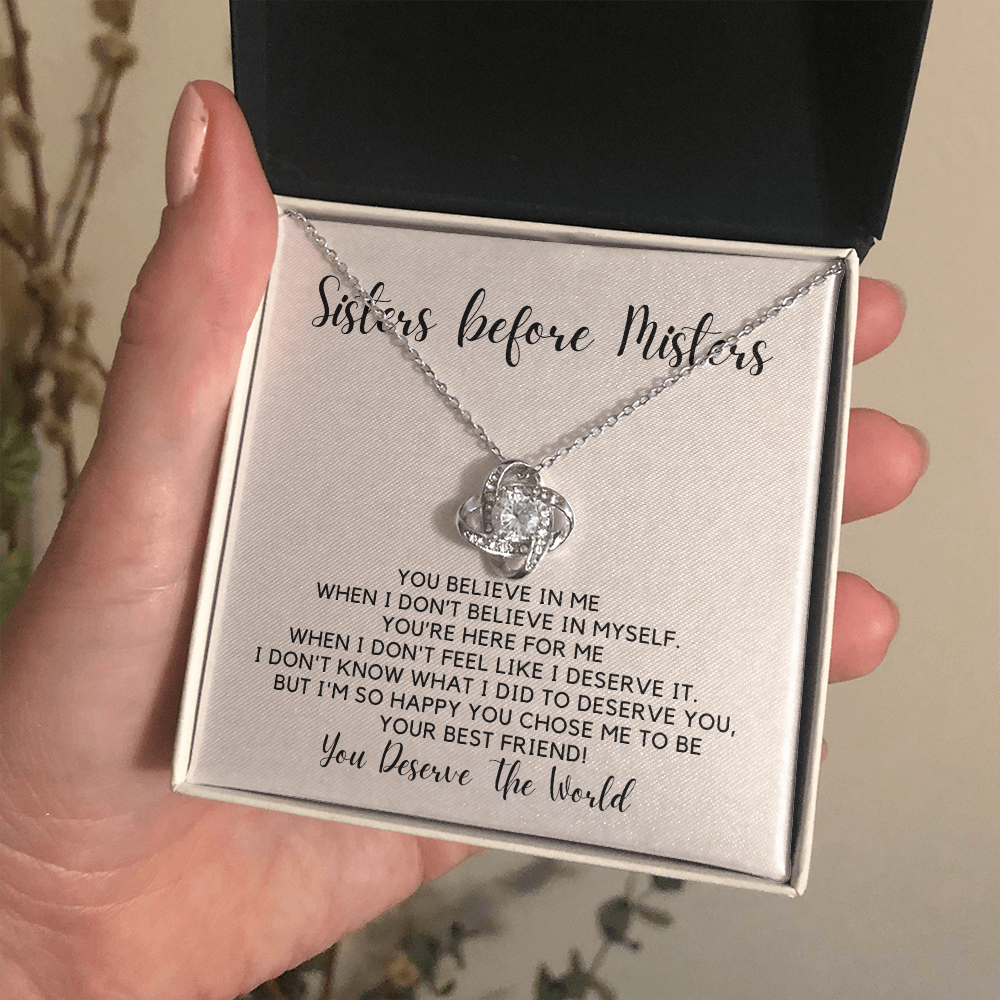 Sisters before Misters
YOU BELIEVE IN ME
WHEN I DON'T BELIEVE IN MYSELF.
YOU'RE HERE FOR ME
WHEN I DON'T FEEL LIKE I DESERVE IT.
I DON'T KNOW WHAT I DID TO DESERVE YOU,
BUT I'M SO HAPPY YOU CHOSE ME TO BE
YOUR BEST FRIEND!
You Deserve the World